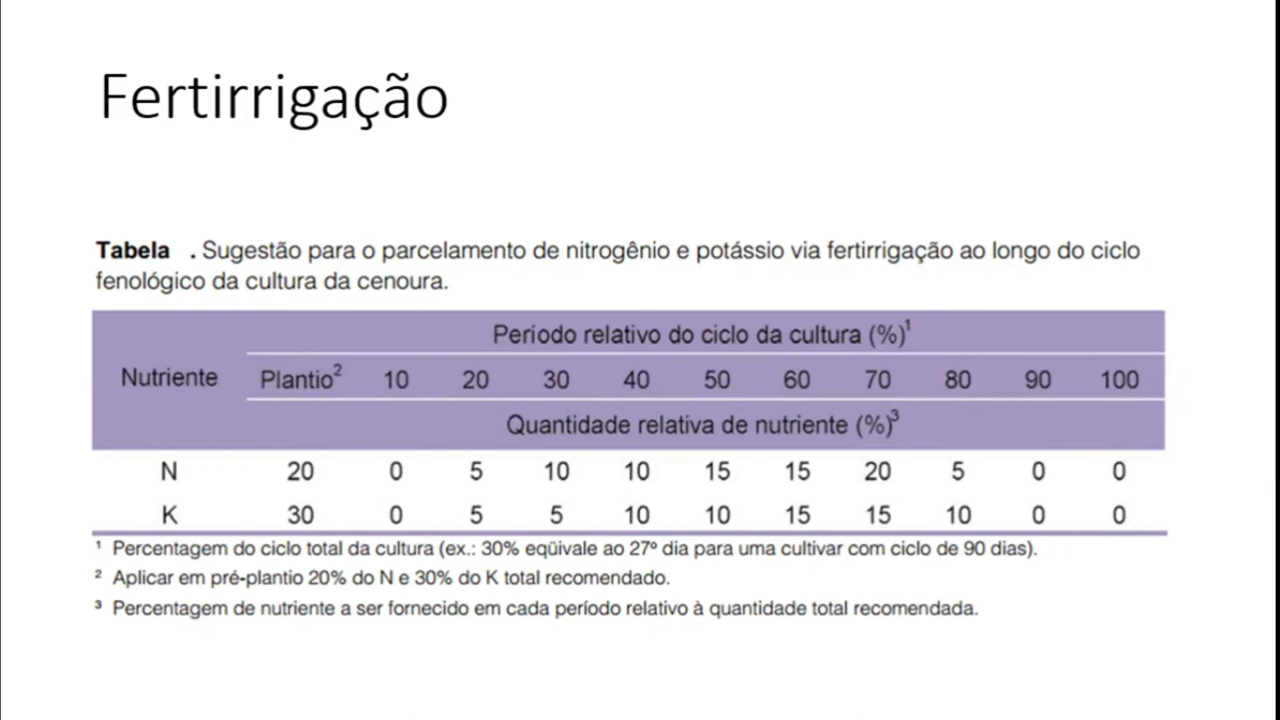 Fertirrigação
Tabela . Sugestão para o parcelamento de nitrogênio e potássio via fertirrigação ao longo do ciclo
fenológico da cultura da cenoura.
Período relativo do ciclo da cultura (%)¹
Nutriente Plantio² 10 20 30 40 50 60 70 80 90 100
Quantidade relativa de nutriente (%)³
N 20 0 5 10 10 15 15 20 5 0 0
K 30 0 5 5 10 10 15 15 10 0 0
¹ Percentagem do ciclo total da cultura (ex.: 30% eqüivale ao 27º dia para uma cultivar com ciclo de 90 dias).
² Aplicar em pré-plantio 20% do N e 30% do K total recomendado.
³ Percentagem de nutriente a ser fornecido em cada período relativo à quantidade total recomendada.